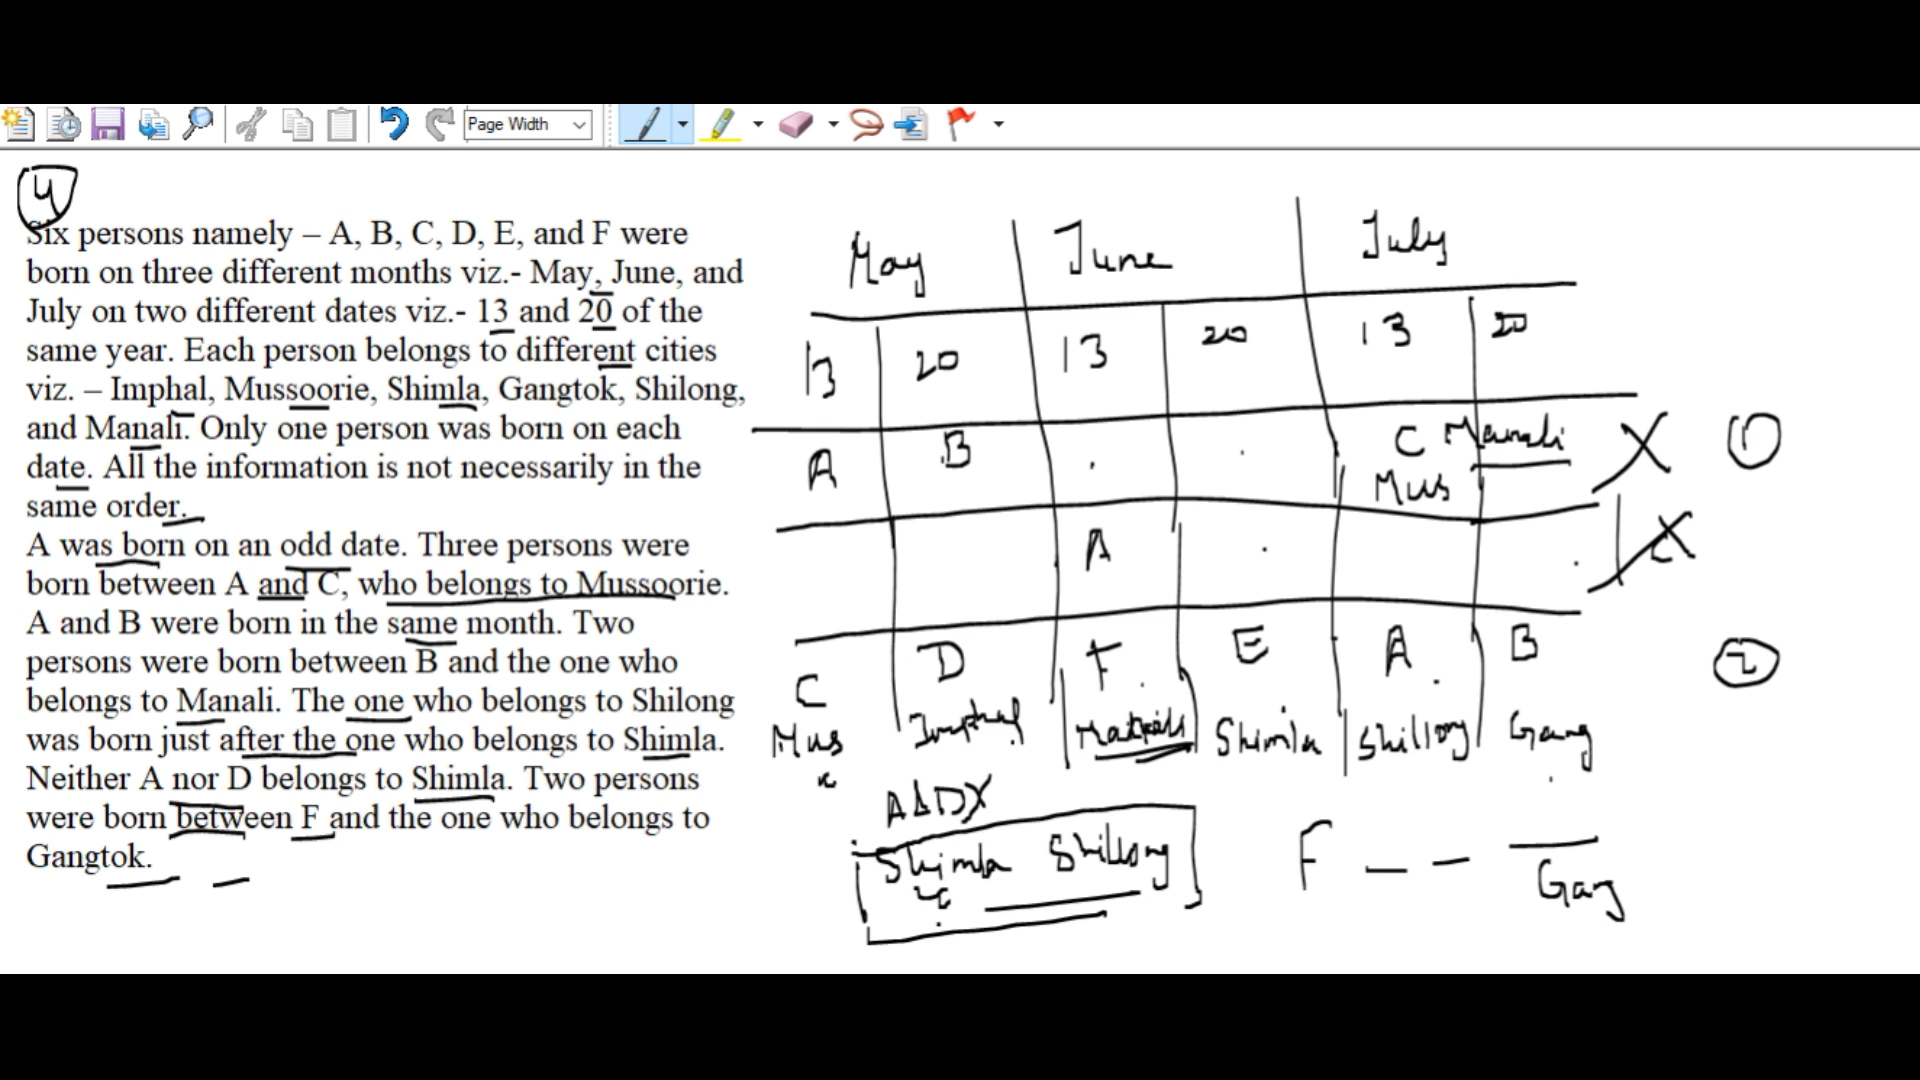 Page Width
4
Six persons namely – A, B, C, D, E, and F were
born on three different months viz.- May, June, and
July on two different dates viz.- 13 and 20 of the
same year. Each person belongs to different cities
viz. – Imphal, Mussoorie, Shimla, Gangtok, Shilong,
and Manali. Only one person was born on each
date. All the information is not necessarily in the
same order.
A was born on an odd date. Three persons were
born between A and C, who belongs to Mussoorie.
A and B were born in the same month. Two
persons were born between B and the one who
belongs to Manali. The one who belongs to Shilong
was born just after the one who belongs to Shimla.
Neither A nor D belongs to Shimla. Two persons
were born between F and the one who belongs to
Gangtok.
May June July
13 20 13 20 13 20
A B C Manali X 1
Mus
A
C D F E A B 2
Mus Imphal Shimla Shillong Gang
A D X
Shimla Shillong
F
Gang